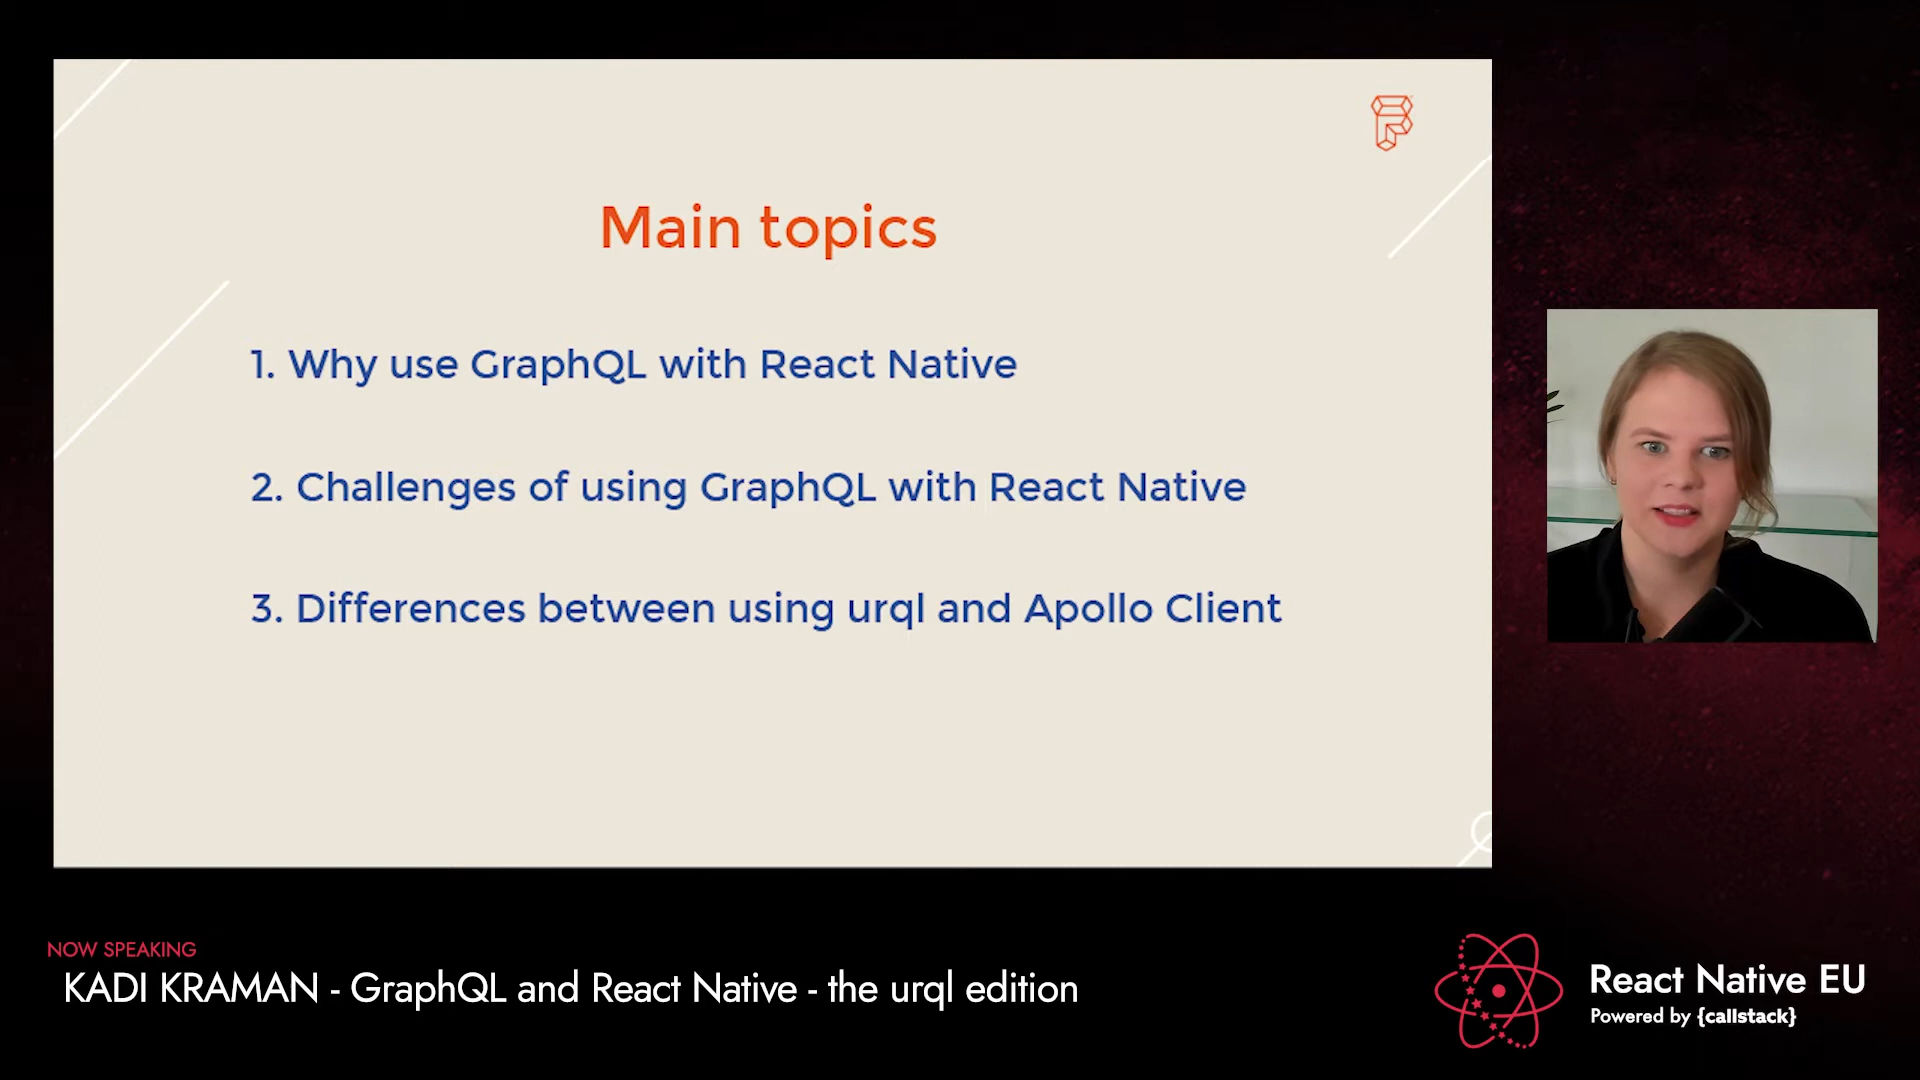 Main topics
1. Why use GraphQL with React Native
2. Challenges of using GraphQL with React Native
3. Differences between using urql and Apollo Client
NOW SPEAKING
KADI KRAMAN - GraphQL and React Native - the urql edition
React Native EU
Powered by {callstack}